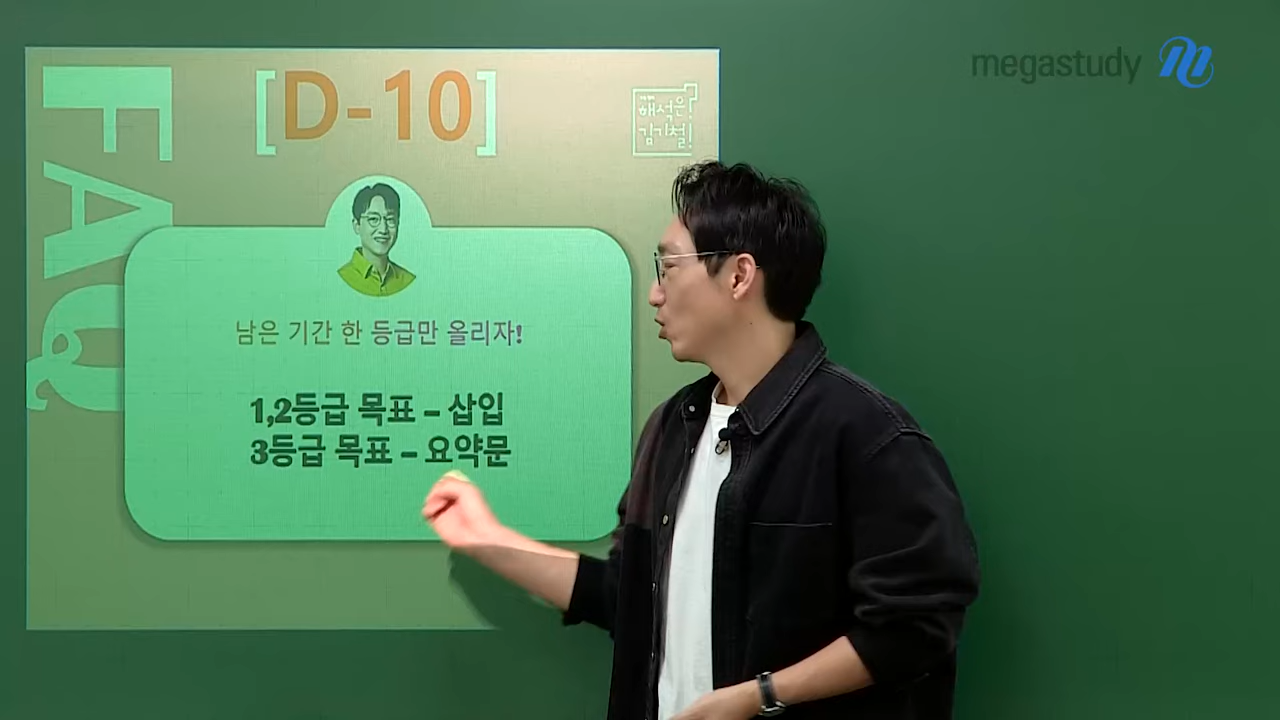 FAQ
[D-10]
해석은!
김기철!
megastudy
남은 기간 한 등급만 올리자!
1,2등급 목표 – 삽입
3등급 목표 – 요약문